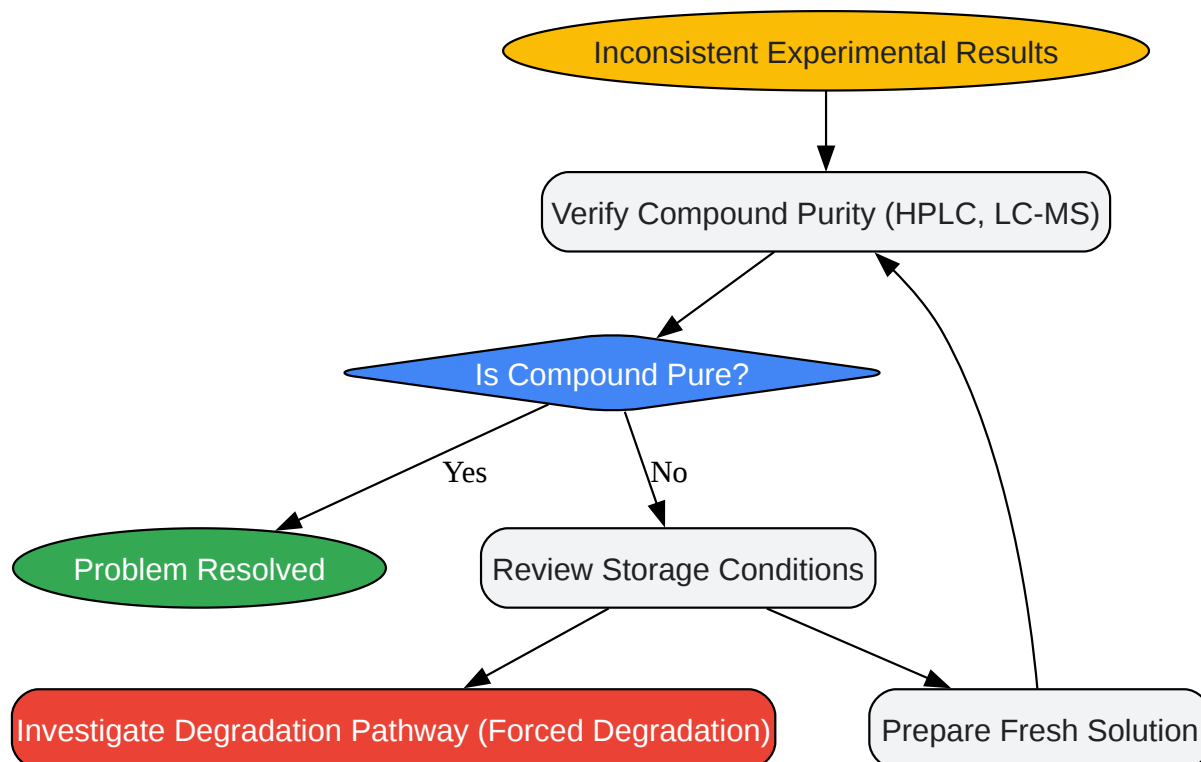 Inconsistent Experimental Results
Verify Compound Purity (HPLC, LC-MS)
Is Compound Pure?
Yes
No
Problem Resolved
Review Storage Conditions
Investigate Degradation Pathway (Forced Degradation)
Prepare Fresh Solution